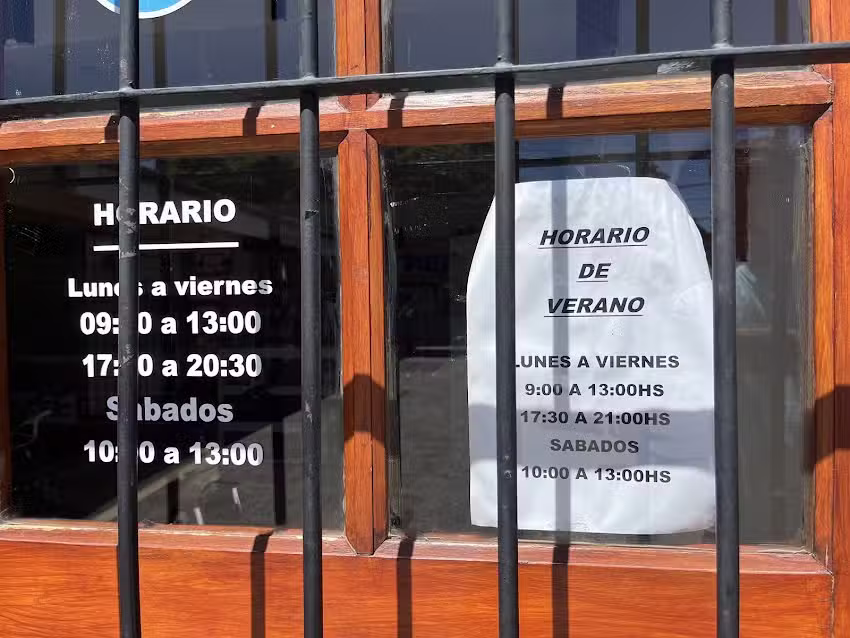 HORARIO
Lunes a viernes
a 13:00
a 20:30
Sabados
a 13:00
HORARIO
DE
VERANO
LUNES A VIERNES
9:00 A 13:00HS
17:30 A 21:00HS
SABADOS
10:00 A 13:00HS